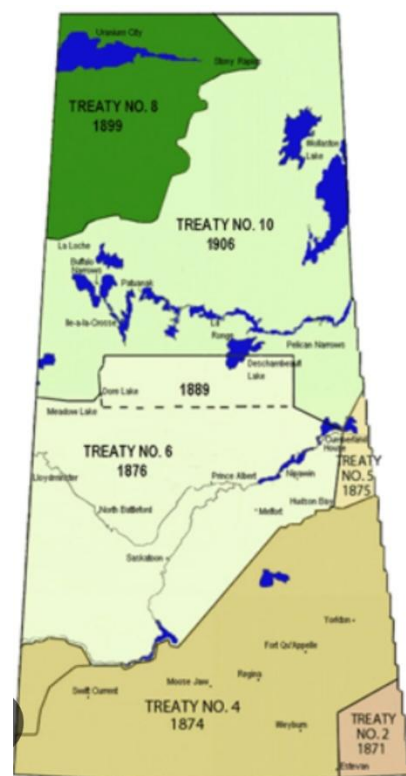 Uranium City
Stony Rapids
TREATY NO. 8
1899
Wollaston
Lake
TREATY NO. 10
1906
La Loche
Buffalo
Narrows
Patuanak
Ile-a-la-Crosse
La
Ronge
Pelican Narrows
Deschambault
Lake
1889
Dore Lake
Meadow Lake
Cumberland
House
TREATY NO. 6
1876
TREATY
NO. 5
1875
Lloydminster
Prince Albert
Nipawin
Hudson Bay
North Battleford
Melfort
Saskatoon
Yorkton
Fort Qu'Appelle
Regina
Moose Jaw
Swift Current
TREATY NO. 4
1874
Weyburn
TREATY
NO. 2
1871
Estevan